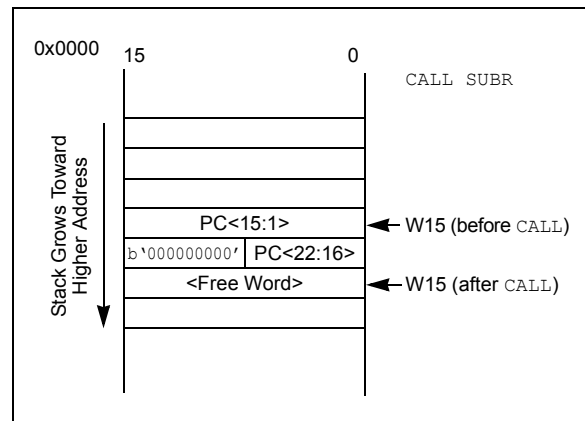 0x0000
15 0
CALL SUBR
Stack Grows Toward
Higher Address
PC<15:1>
W15 (before CALL)
b'000000000' PC<22:16>
<Free Word>
W15 (after CALL)